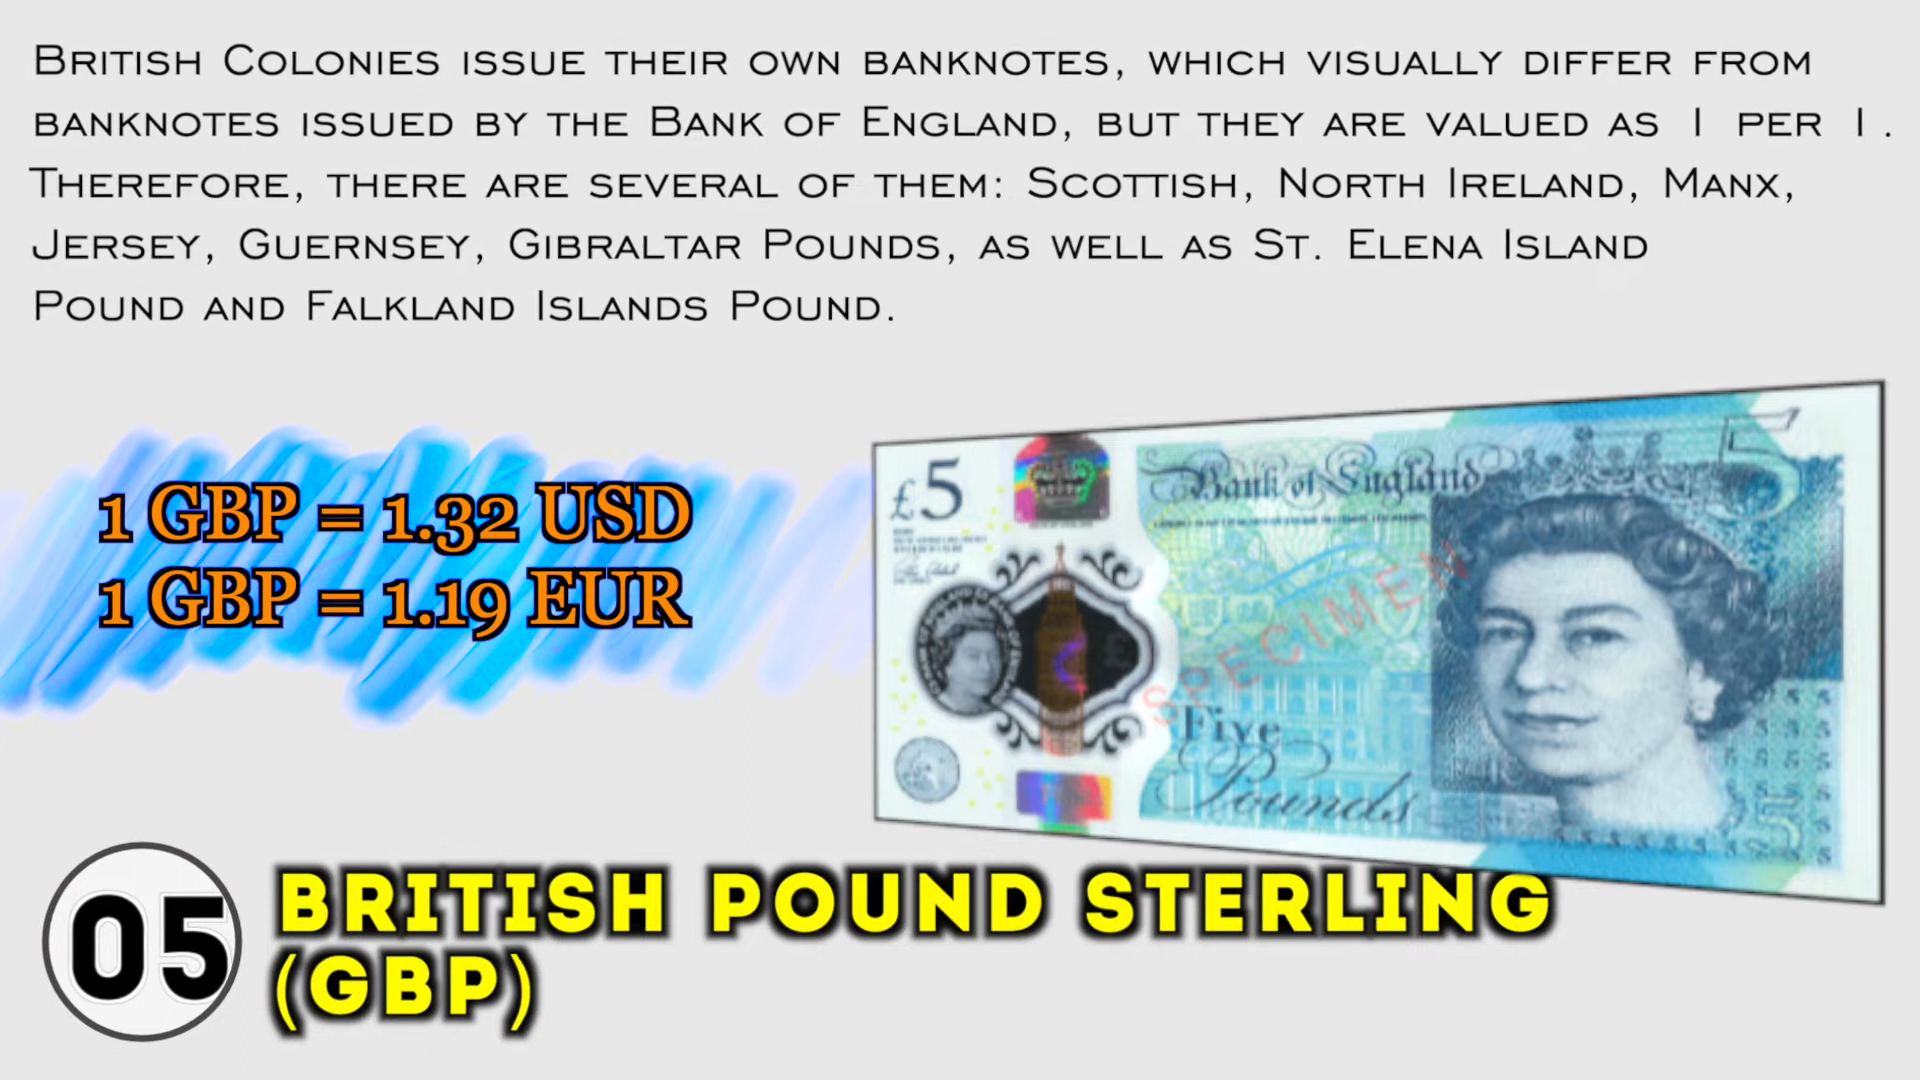 British Colonies issue their own banknotes, which visually differ from
banknotes issued by the Bank of England, but they are valued as 1 per 1.
Therefore, there are several of them: Scottish, North Ireland, Manx,
Jersey, Guernsey, Gibraltar Pounds, as well as St. Elena Island
Pound and Falkland Islands Pound.
1 GBP = 1.32 USD
1 GBP = 1.19 EUR
£5
Bank of England
5
SPECIMEN
Five
Pounds
05
BRITISH POUND STERLING
(GBP)